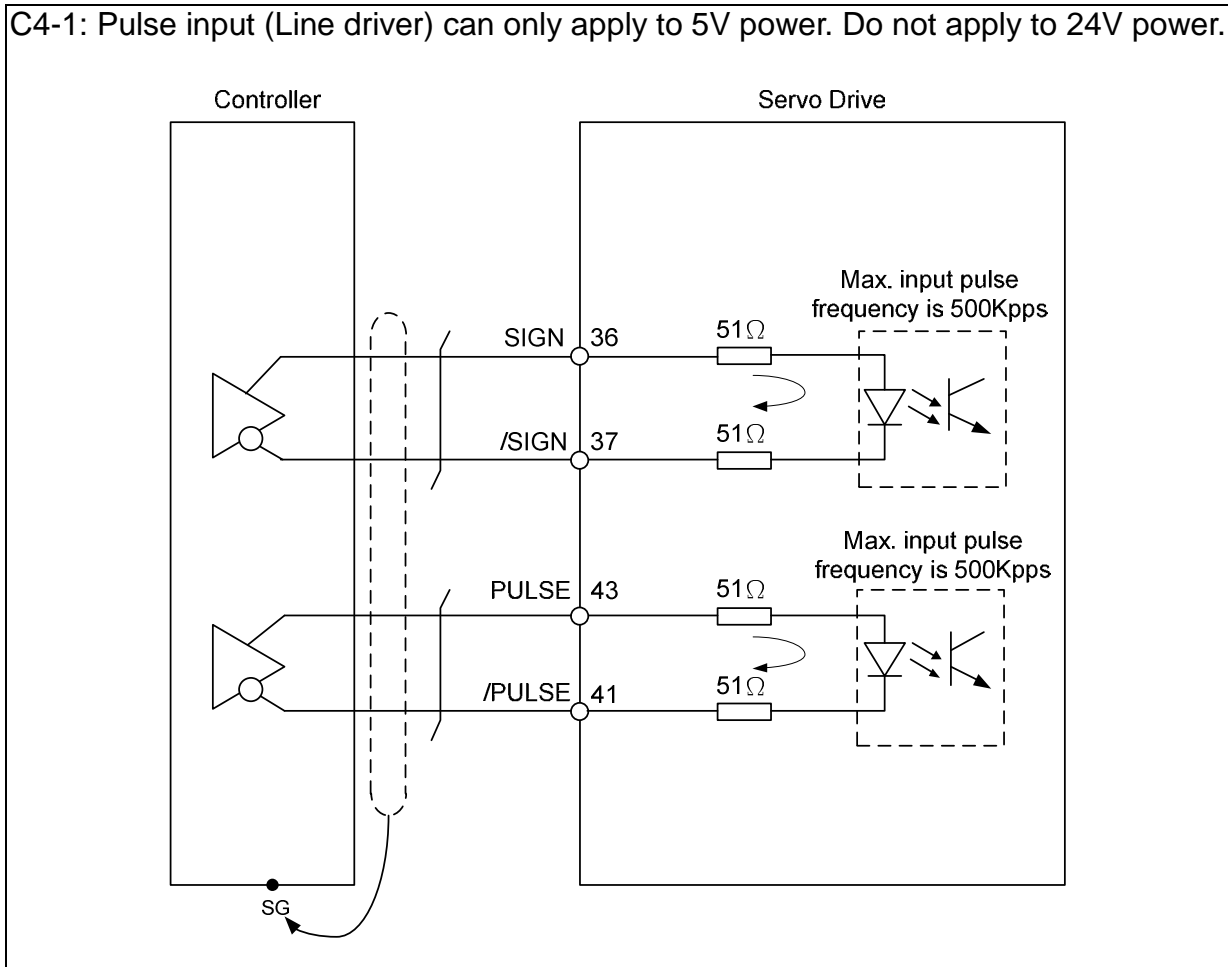 C4-1: Pulse input (Line driver) can only apply to 5V power. Do not apply to 24V power.
Controller
Servo Drive
Max. input pulse
frequency is 500Kpps
SIGN 36
51Ω
/SIGN 37
51Ω
Max. input pulse
frequency is 500Kpps
PULSE 43
51Ω
/PULSE 41
51Ω
SG